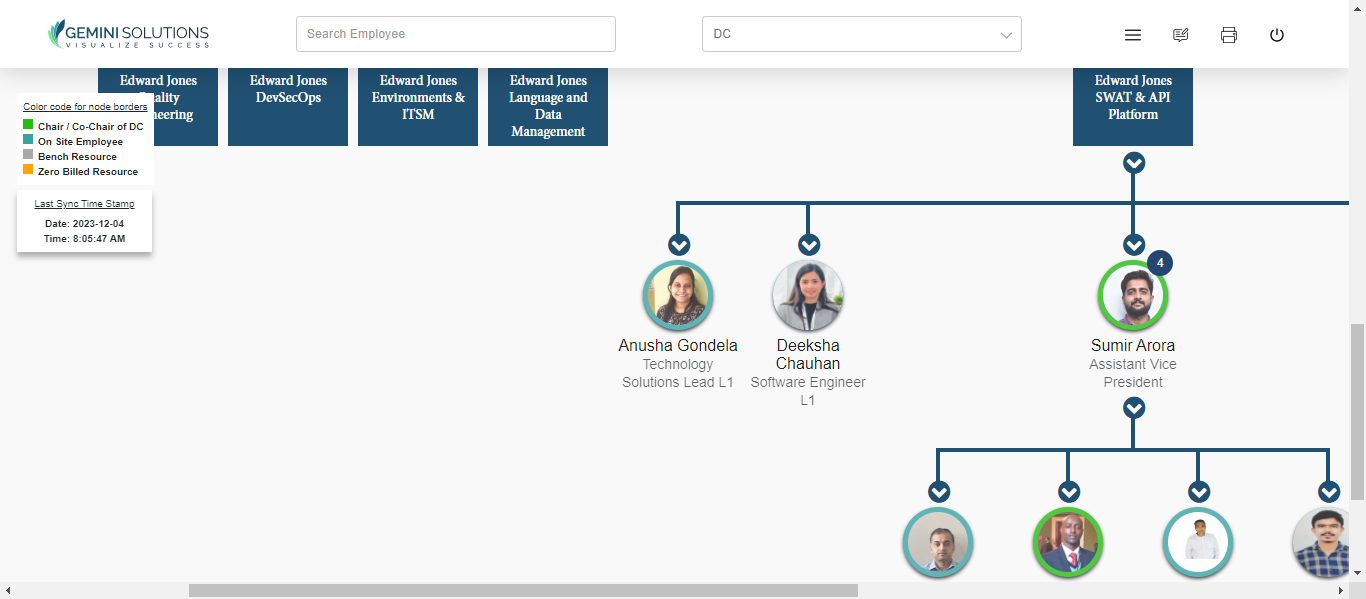 GEMINI SOLUTIONS
VISUALIZE SUCCESS
Search Employee
DC
Edward Jones
ality
neering
Edward Jones
DevSecOps
Edward Jones
Environments &
ITSM
Edward Jones
Language and
Data
Management
Edward Jones
SWAT & API
Platform
Color code for node borders
Chair / Co-Chair of DC
On Site Employee
Bench Resource
Zero Billed Resource
Last Sync Time Stamp
Date: 2023-12-04
Time: 8:05:47 AM
4
Anusha Gondela
Technology
Solutions Lead L1
Deeksha
Chauhan
Software Engineer
L1
Sumir Arora
Assistant Vice
President